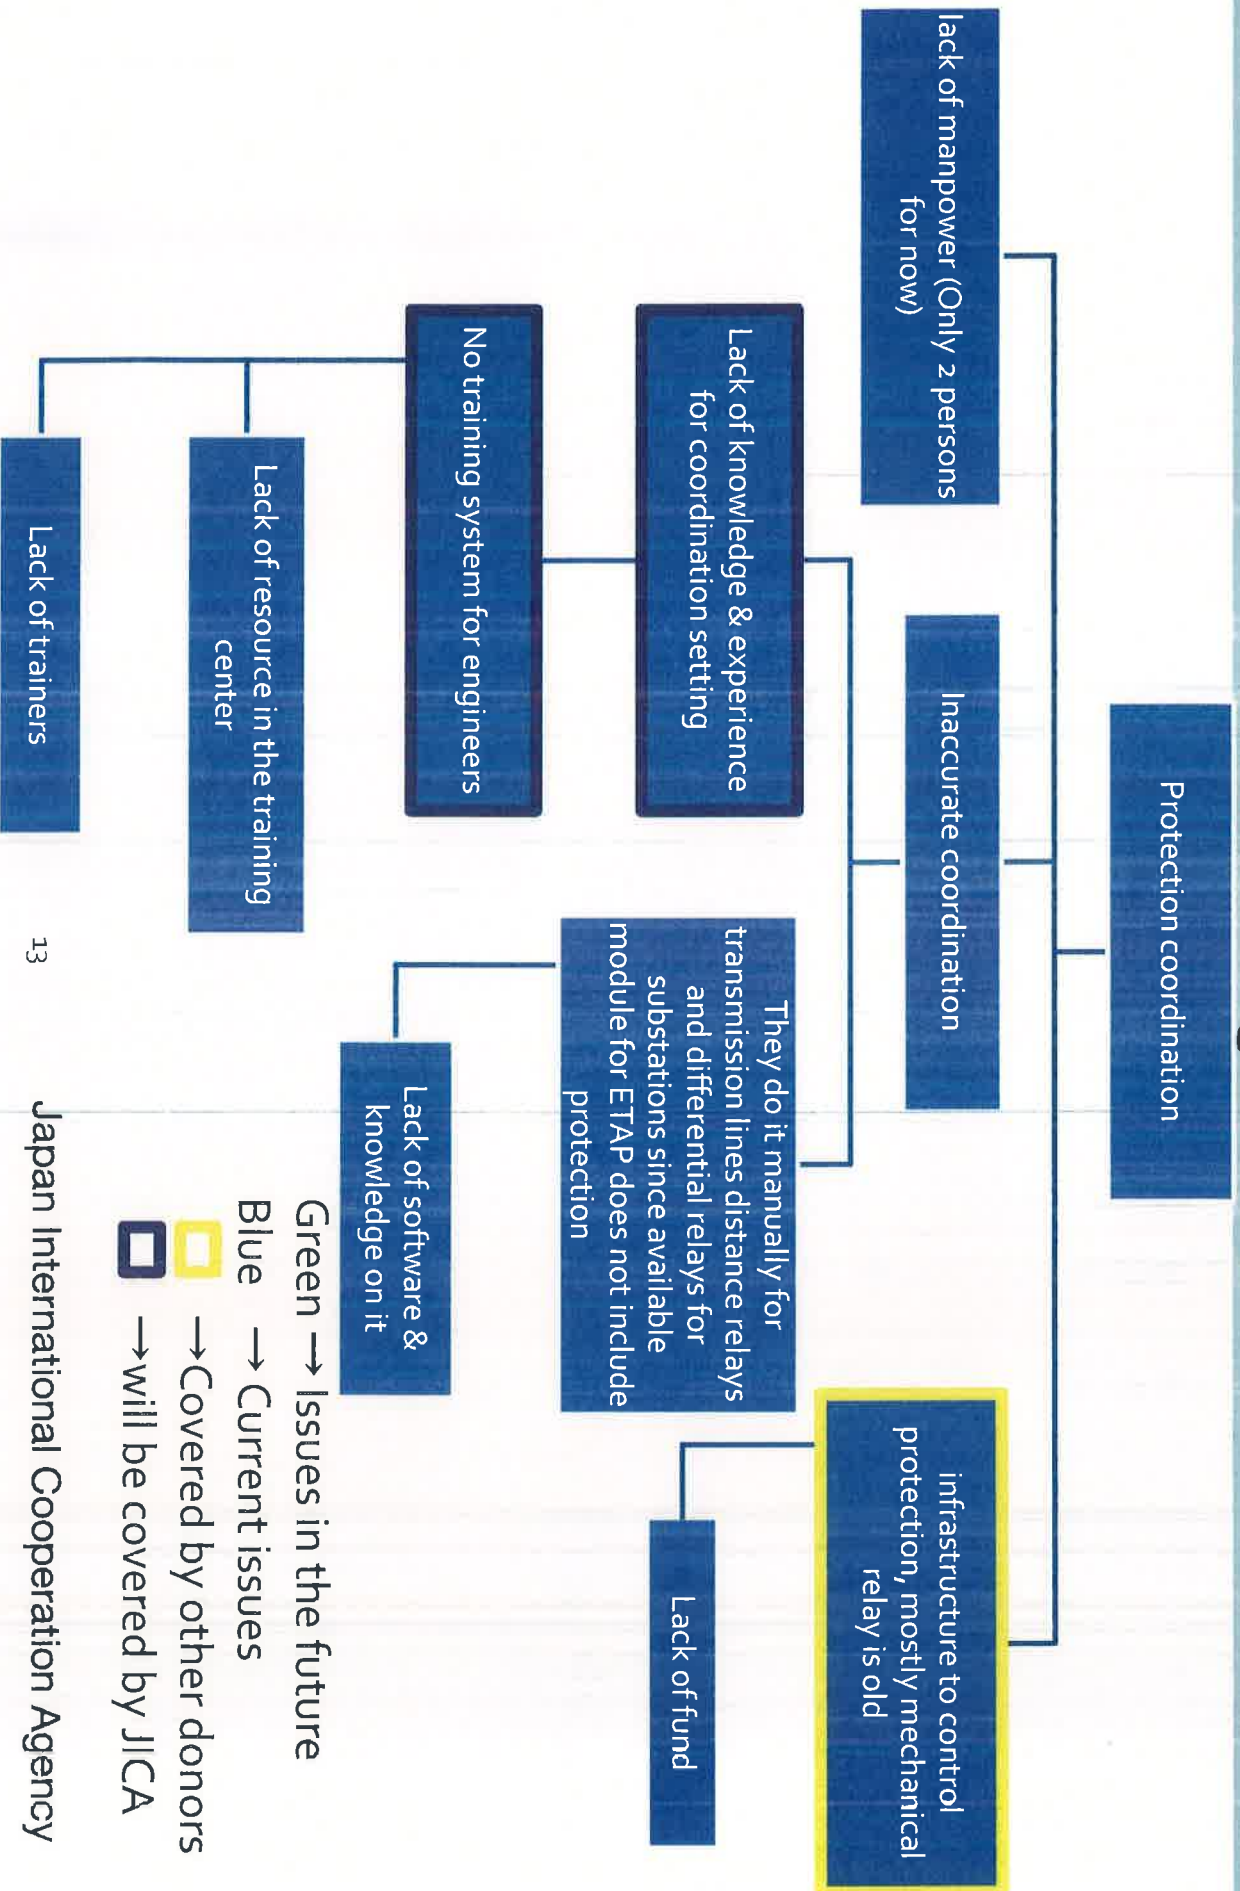 Protection coordination
lack of manpower (Only 2 persons
for now)
Inaccurate coordination
infrastructure to control
protection, mostly mechanical
relay is old
Lack of knowledge & experience
for coordination setting
They do it manually for
transmission lines distance relays
and differential relays for
substations since available
module for ETAP does not include
protection
Lack of fund
No training system for engineers
Lack of software &
knowledge on it
Lack of resource in the training
center
Lack of trainers
Green → Issues in the future
Blue → Current issues
→Covered by other donors
→will be covered by JICA
13
Japan International Cooperation Agency